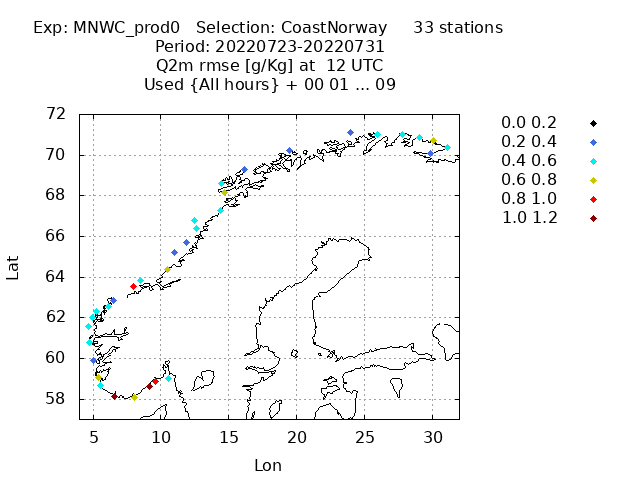 Exp: MNWC_prod0 Selection: CoastNorway 33 stations
Period: 20220723-20220731
Q2m rmse [g/Kg] at 12 UTC
Used {All hours} + 00 01 ... 09
72
70
68
66
64
62
60
58
Lat
5 10 15 20 25 30
Lon
0.0 0.2
0.2 0.4
0.4 0.6
0.6 0.8
0.8 1.0
1.0 1.2